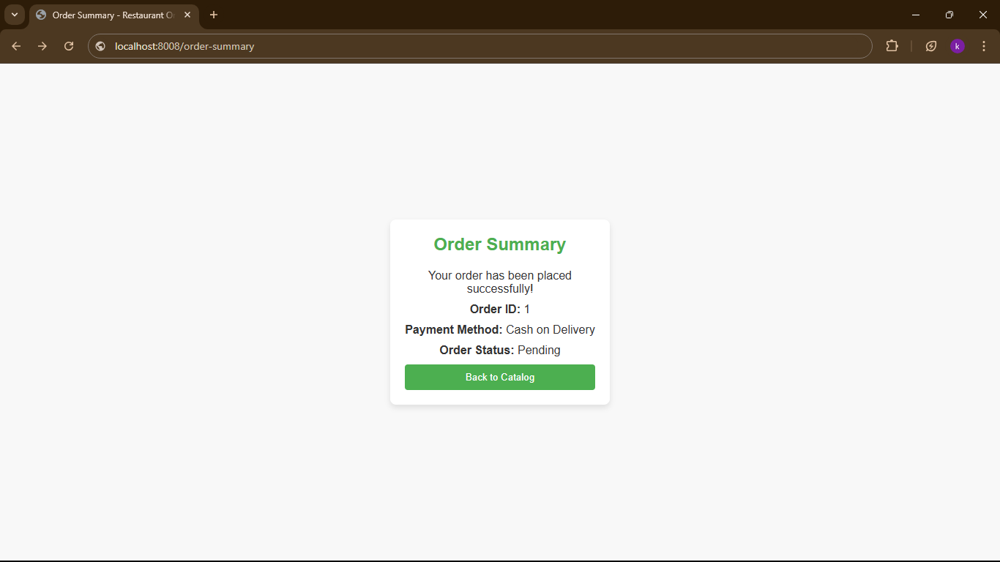 Order Summary - Restaurant O
localhost:8008/order-summary
k
Order Summary
Your order has been placed
successfully!
Order ID: 1
Payment Method: Cash on Delivery
Order Status: Pending
Back to Catalog